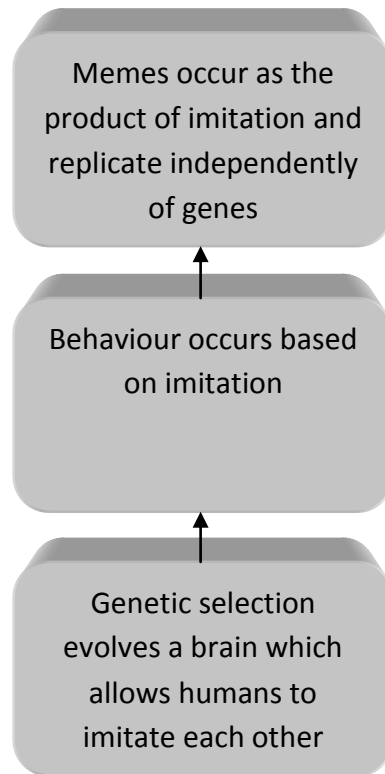 Memes occur as the
product of imitation and
replicate independently
of genes
Behaviour occurs based
on imitation
Genetic selection
evolves a brain which
allows humans to
imitate each other